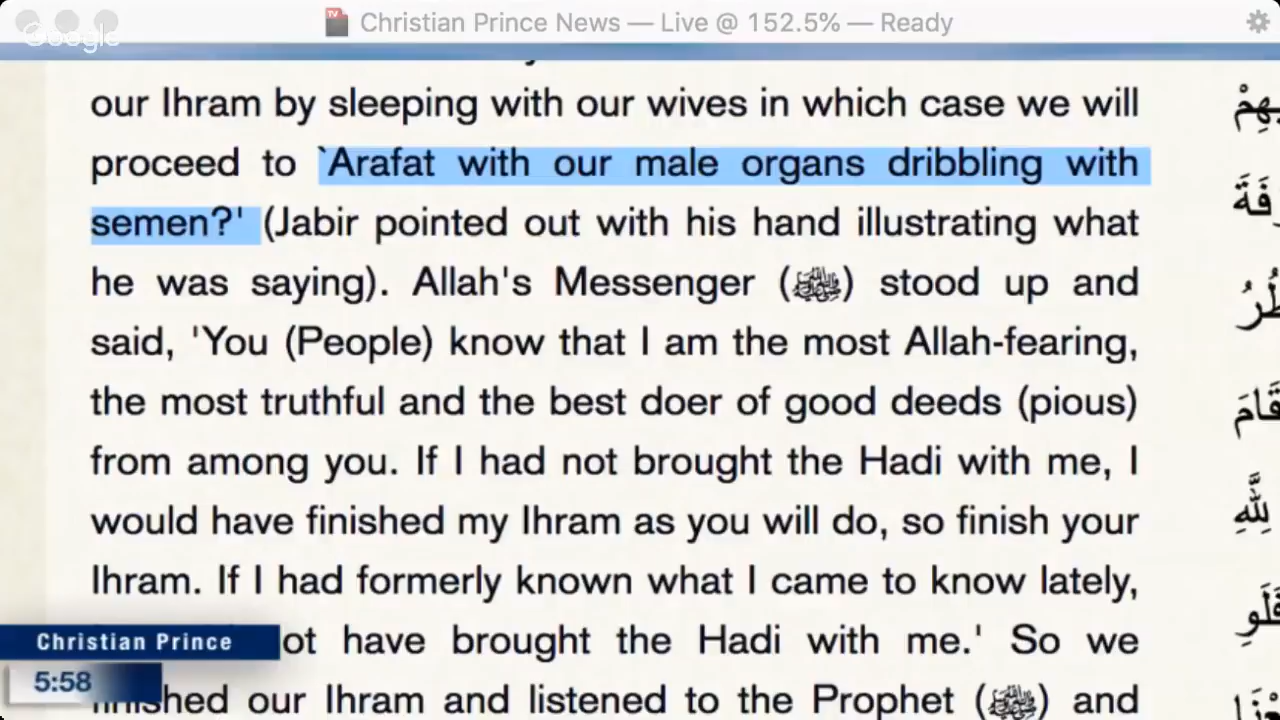 Christian Prince News — Live @ 152.5% — Ready
Google
our Ihram by sleeping with our wives in which case we will
proceed to `Arafat with our male organs dribbling with
semen?' (Jabir pointed out with his hand illustrating what
he was saying). Allah's Messenger (ﷺ) stood up and
said, 'You (People) know that I am the most Allah-fearing,
the most truthful and the best doer of good deeds (pious)
from among you. If I had not brought the Hadi with me, I
would have finished my Ihram as you will do, so finish your
Ihram. If I had formerly known what I came to know lately,
have brought the Hadi with me.' So we
our Ihram and listened to the Prophet (ﷺ) and
Christian Prince
5:58